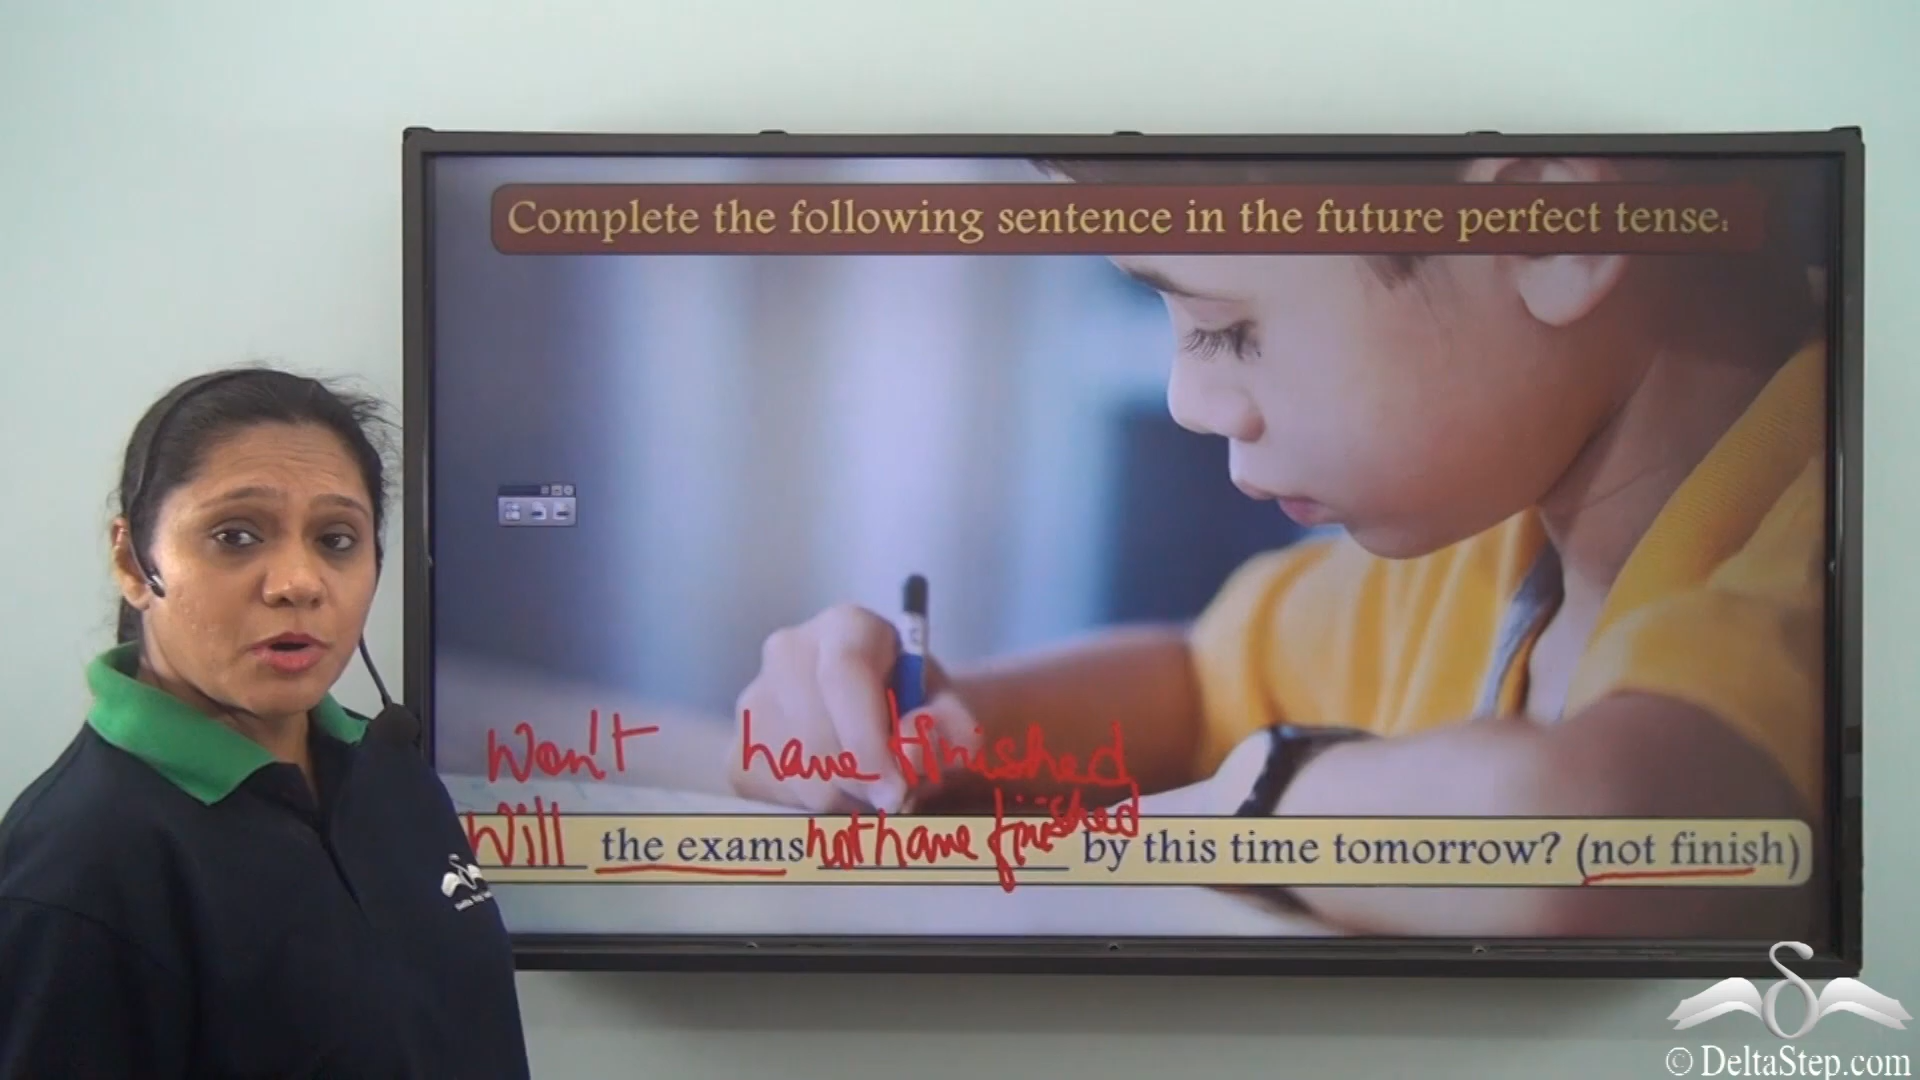 Complete the following sentence in the future perfect tense:
Won't have finished
Will the exams not have finished by this time tomorrow? (not finish)
© DeltaStep.com